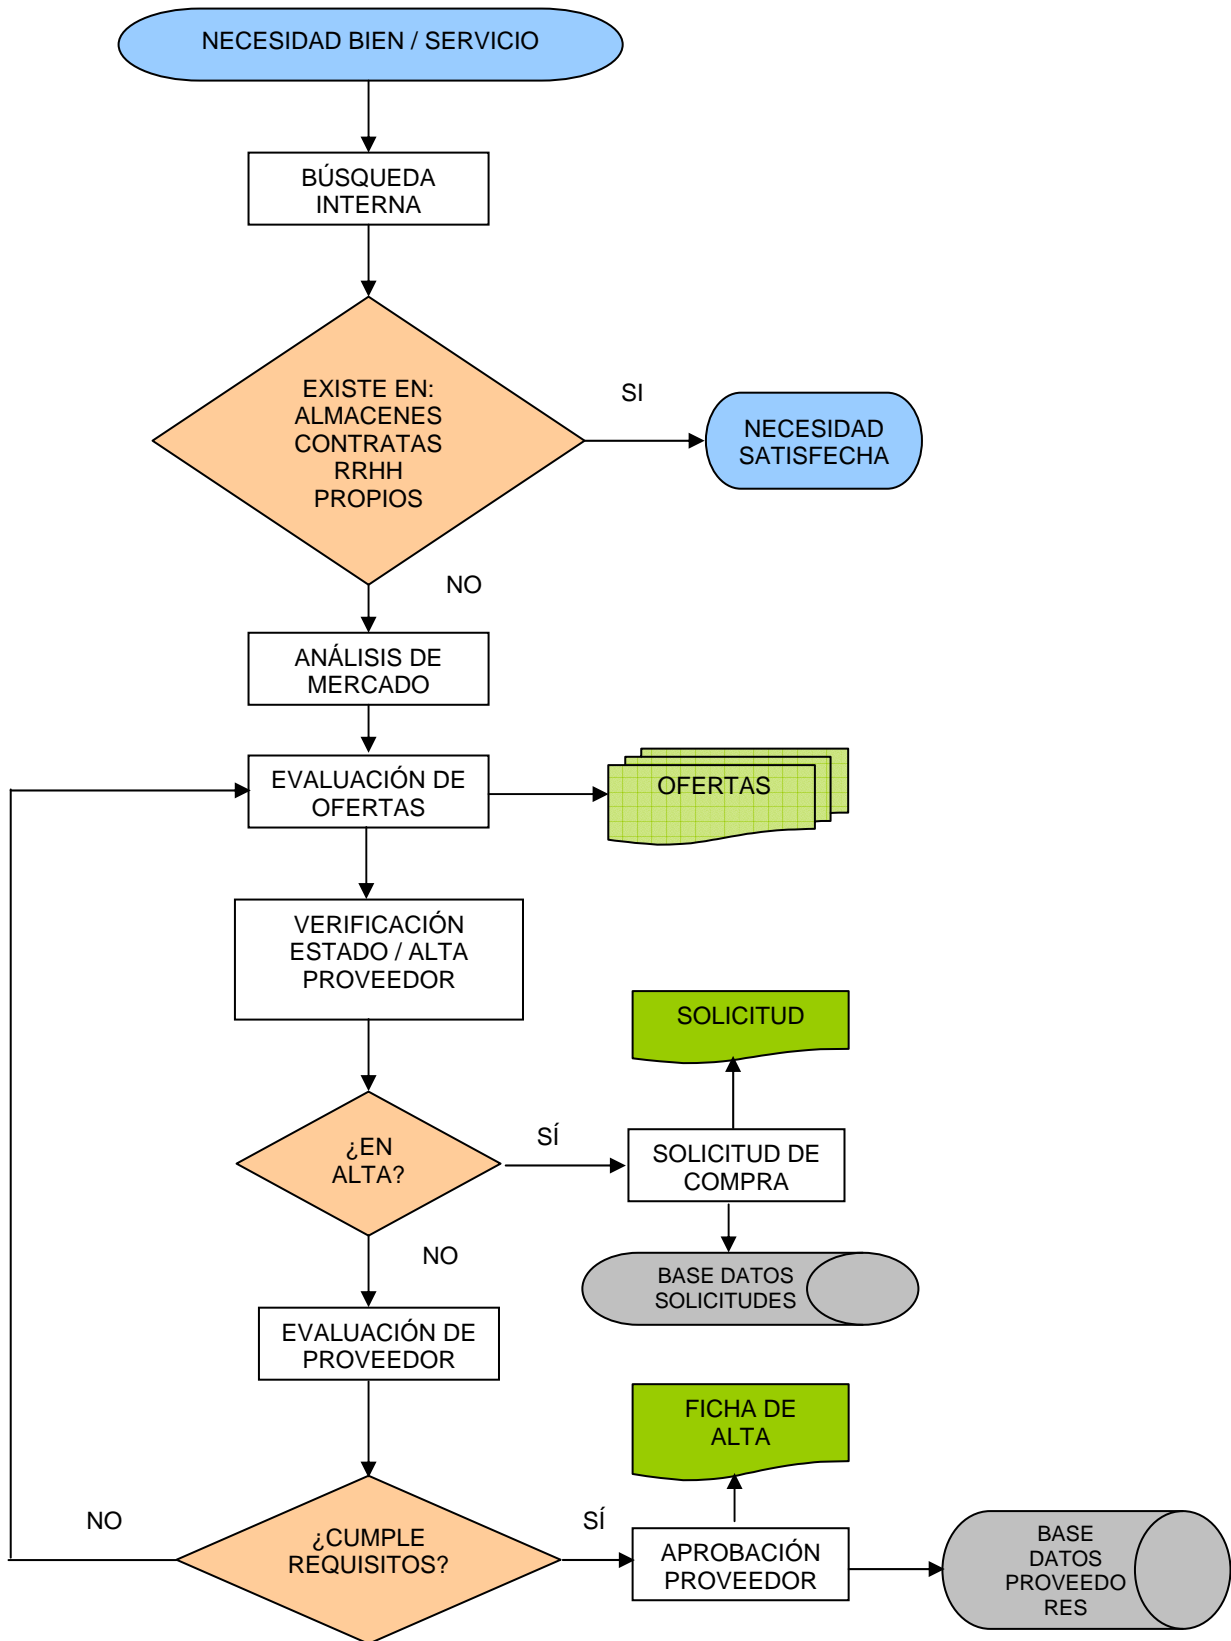 NECESIDAD BIEN / SERVICIO
BÚSQUEDA
INTERNA
EXISTE EN:
ALMACENES
CONTRATAS
RRHH
PROPIOS
SI
NECESIDAD
SATISFECHA
NO
ANÁLISIS DE
MERCADO
EVALUACIÓN DE
OFERTAS
OFERTAS
VERIFICACIÓN
ESTADO / ALTA
PROVEEDOR
SOLICITUD
¿EN
ALTA?
SÍ
SOLICITUD DE
COMPRA
NO
BASE DATOS
SOLICITUDES
EVALUACIÓN DE
PROVEEDOR
FICHA DE
ALTA
NO
¿CUMPLE
REQUISITOS?
SÍ
APROBACIÓN
PROVEEDOR
BASE
DATOS
PROVEEDO
RES